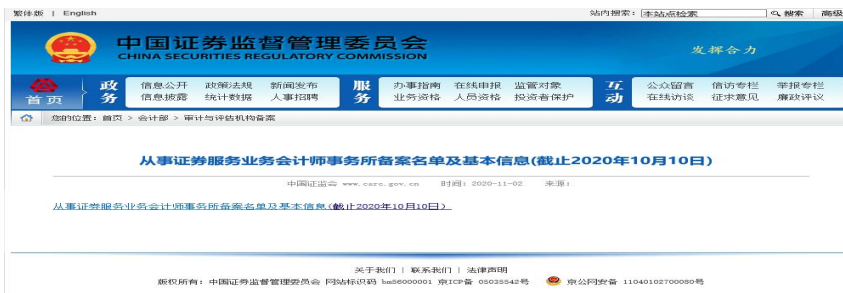 繁体版 | English 站内搜索: 本站点检索 搜索 高级
中国证券监督管理委员会
CHINA SECURITIES REGULATORY COMMISSION
发挥合力
首页
政务
信息公开 政策法规 新闻发布
信息披露 统计数据 人事招聘
服务
办事指南 在线申报 监管对象
业务资格 人员资格 投资者保护
互动
公众留言 信访专栏 举报专栏
在线访谈 征求意见 廉政评议
您的位置: 首页 > 会计部 > 审计与评估机构备案
从事证券服务业务会计师事务所备案名单及基本信息(截止2020年10月10日)
中国证监会 www.csrc.gov.cn 时间: 2020-11-02 来源:
从事证券服务业务会计师事务所备案名单及基本信息(截止2020年10月10日)
关于我们 | 联系我们 | 法律声明
版权所有: 中国证券监督管理委员会 网站标识码 bm56000001 京ICP备 05035542号 京公网安备 11040102700080号